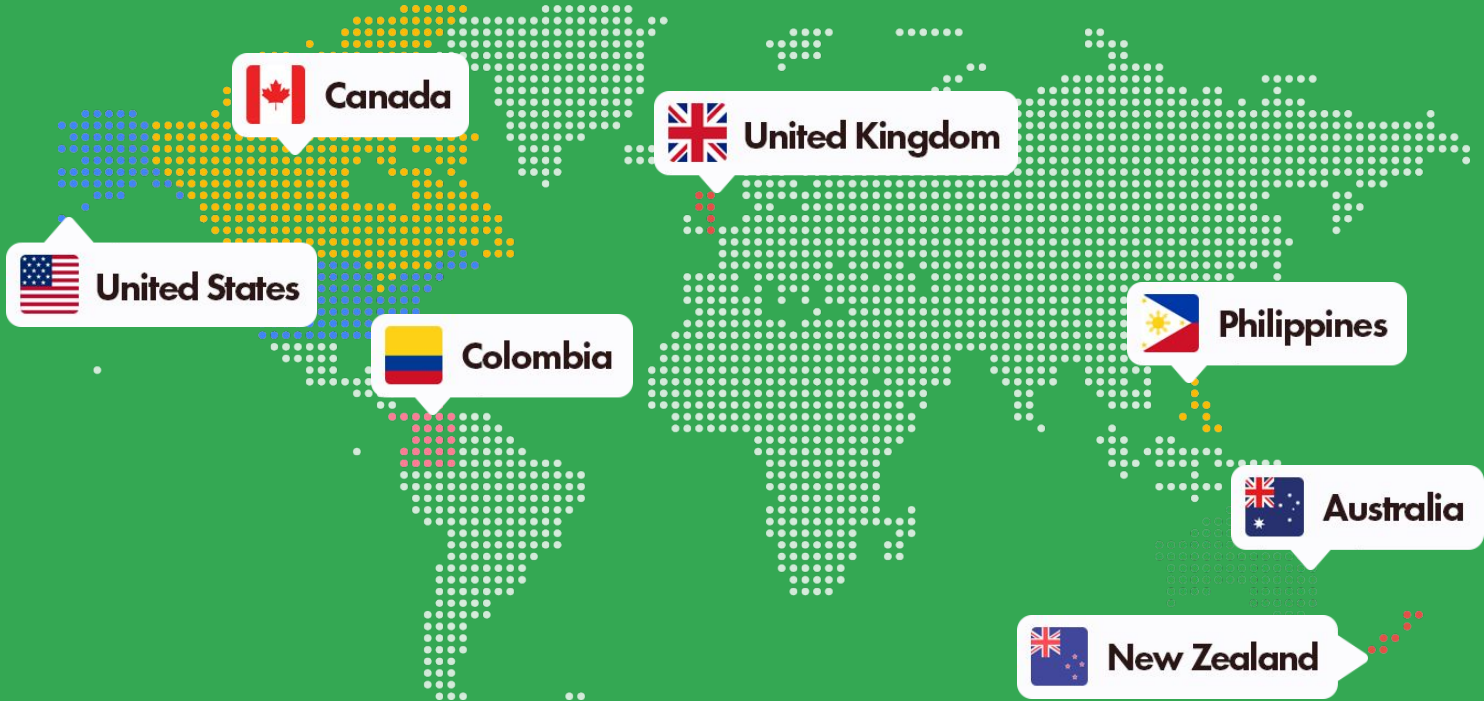 Canada
United Kingdom
United States
Philippines
Colombia
Australia
New Zealand